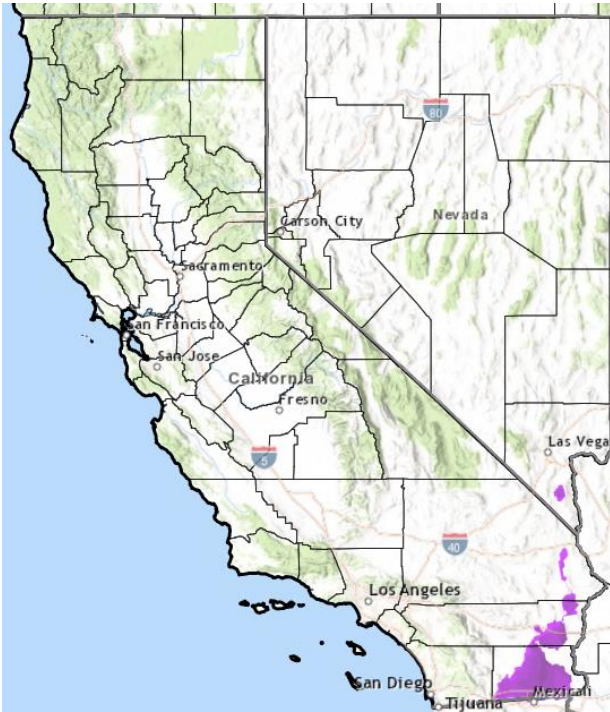 80
Carson City
Nevada
Sacramento
San Francisco
San Jose
California
Fresno
Las Vega
5
40
Los Angeles
San Diego
Mexicali
Tijuana